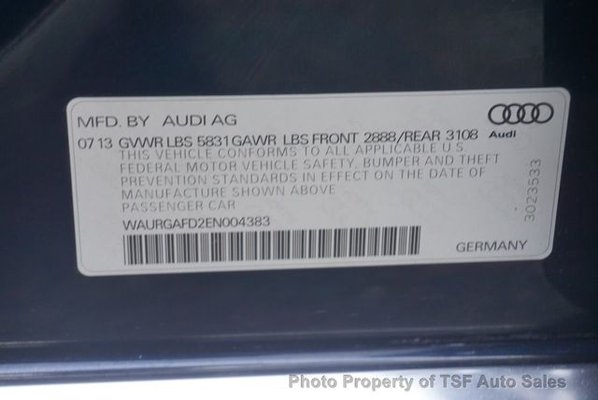 MFD. BY AUDI AG
07 13 GVWR LBS 5831 GAWR LBS FRONT 2888/REAR 3108
THIS VEHICLE CONFORMS TO ALL APPLICABLE U.S.
FEDERAL MOTOR VEHICLE SAFETY, BUMPER AND THEFT
PREVENTION STANDARDS IN EFFECT ON THE DATE OF
MANUFACTURE SHOWN ABOVE
PASSENGER CAR
WAURGAFD2EN004383
Audi
3023533
GERMANY
Photo Property of TSF Auto Sales